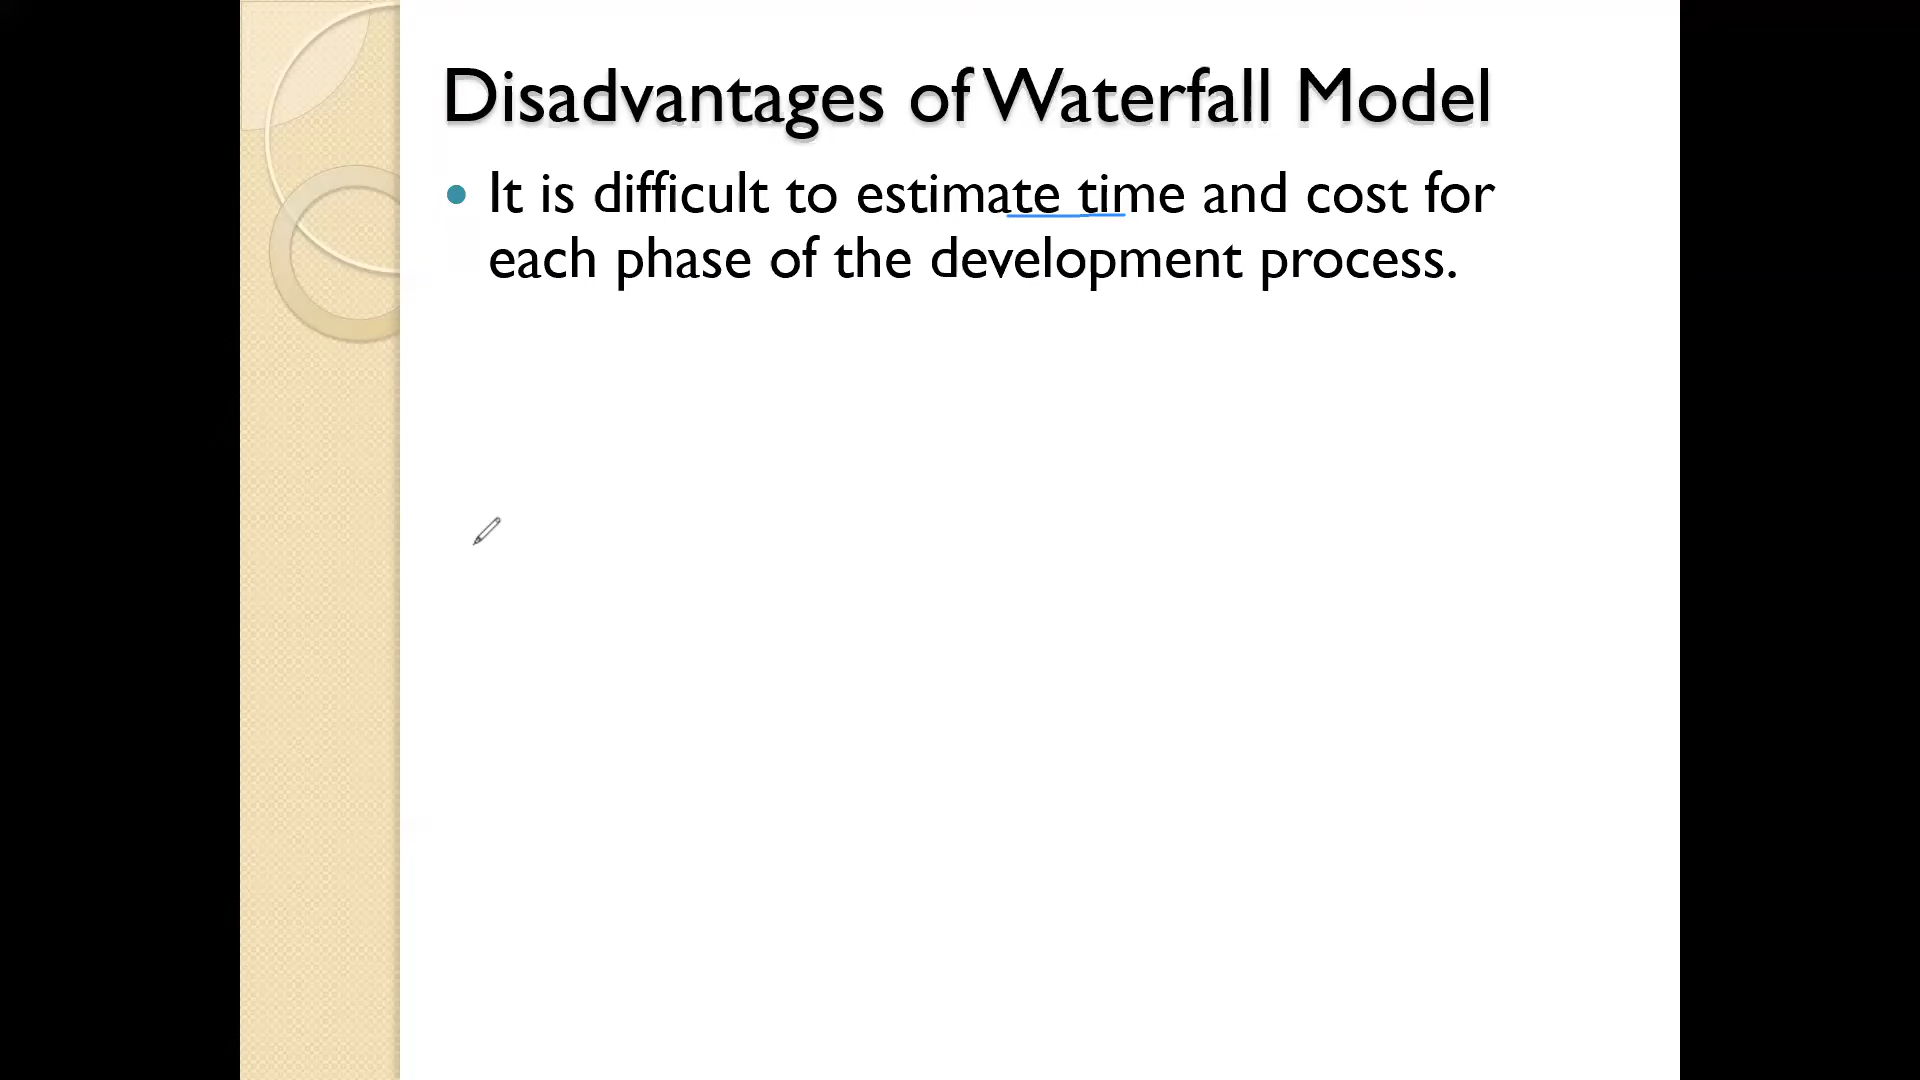 Disadvantages of Waterfall Model
It is difficult to estimate time and cost for
each phase of the development process.